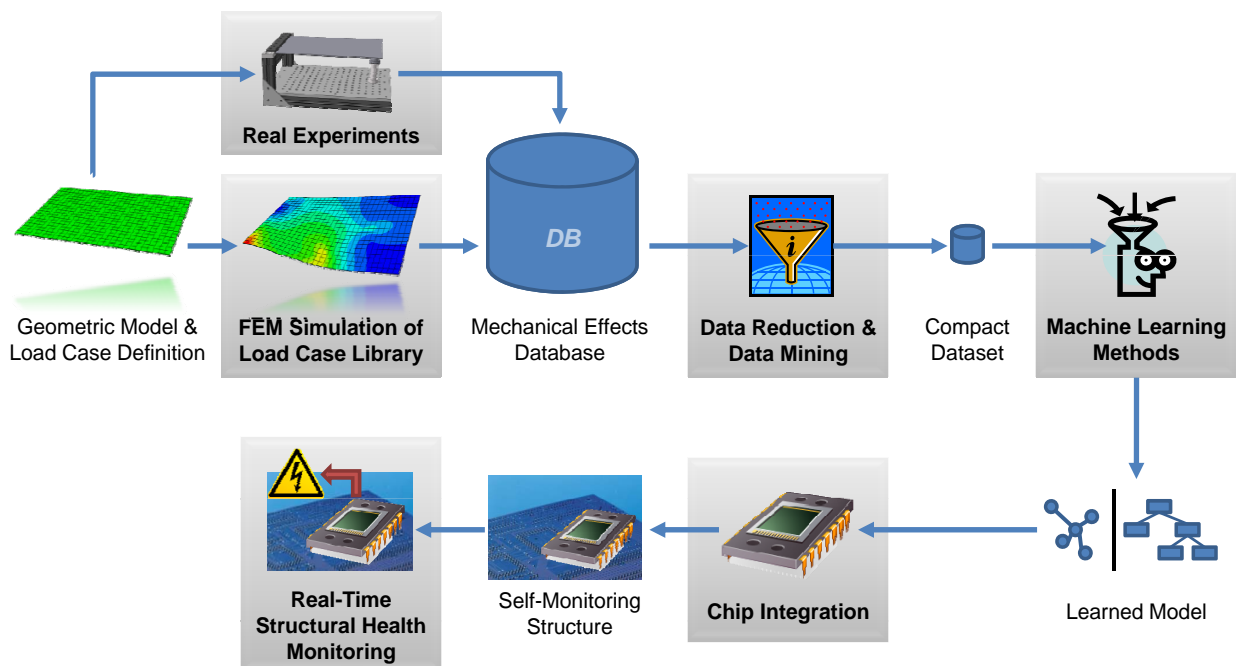 Real Experiments
Geometric Model &
Load Case Definition
FEM Simulation of
Load Case Library
DB
Mechanical Effects
Database
i
Data Reduction &
Data Mining
Compact
Dataset
Machine Learning
Methods
Learned Model
Chip Integration
Self-Monitoring
Structure
Real-Time
Structural Health
Monitoring